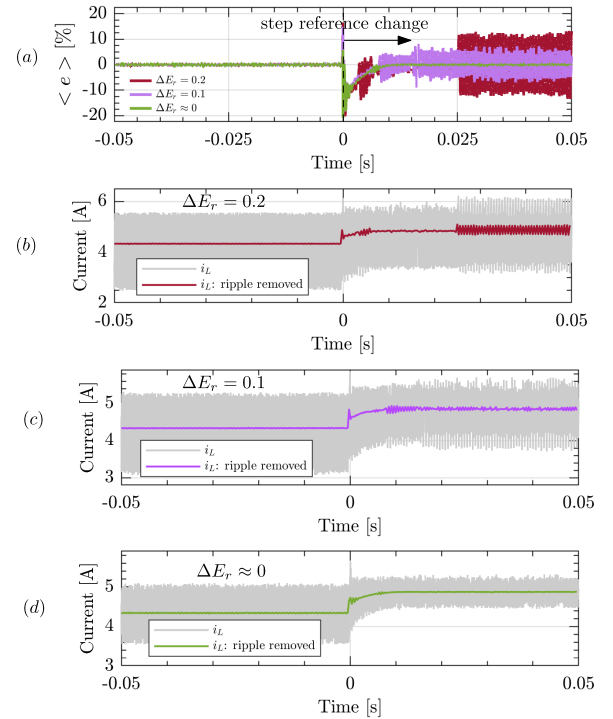 (a)
< e > [%]
20
10
0
-10
-20
step reference change
ΔE_r = 0.2
ΔE_r = 0.1
ΔE_r ≈ 0
-0.05 -0.025 0 0.025 0.05
Time [s]
(b)
Current [A]
6
4
2
ΔE_r = 0.2
i_L
i_L: ripple removed
-0.05 0 0.05
Time [s]
(c)
Current [A]
5
4
3
ΔE_r = 0.1
i_L
i_L: ripple removed
-0.05 0 0.05
Time [s]
(d)
Current [A]
5
4
3
ΔE_r ≈ 0
i_L
i_L: ripple removed
-0.05 0 0.05
Time [s]